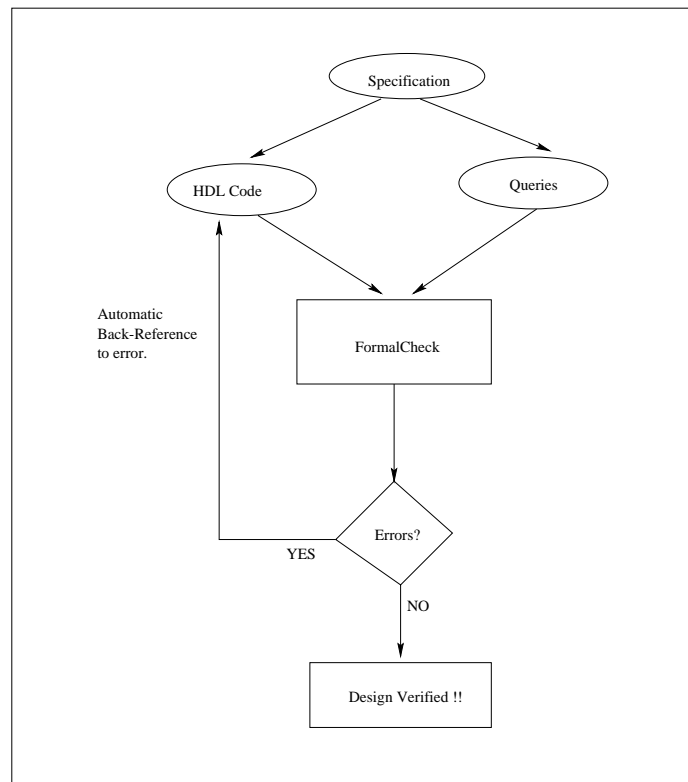 Specification
HDL Code
Queries
Automatic
Back-Reference
to error.
FormalCheck
Errors?
YES
NO
Design Verified !!